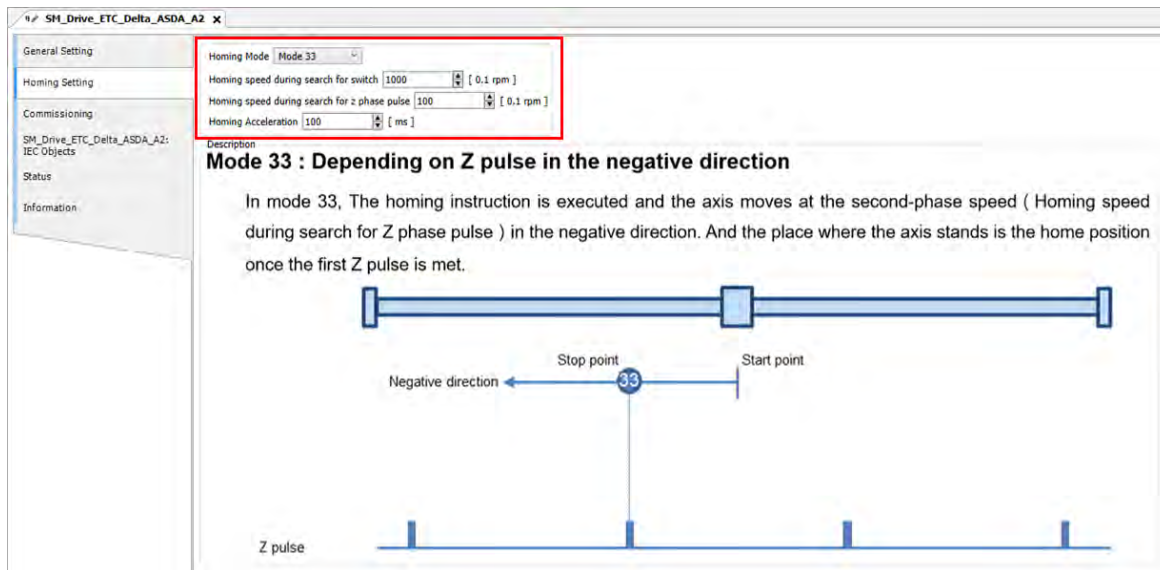 SM_Drive_ETC_Delta_ASDA_A2 x
General Setting
Homing Setting
Commissioning
SM_Drive_ETC_Delta_ASDA_A2:
IEC Objects
Status
Information
Homing Mode Mode 33
Homing speed during search for switch 1000 [ 0.1 rpm ]
Homing speed during search for z phase pulse 100 [ 0.1 rpm ]
Homing Acceleration 100 [ ms ]
Description
Mode 33 : Depending on Z pulse in the negative direction
In mode 33, The homing instruction is executed and the axis moves at the second-phase speed ( Homing speed
during search for Z phase pulse ) in the negative direction. And the place where the axis stands is the home position
once the first Z pulse is met.
Stop point
Start point
Negative direction
33
Z pulse